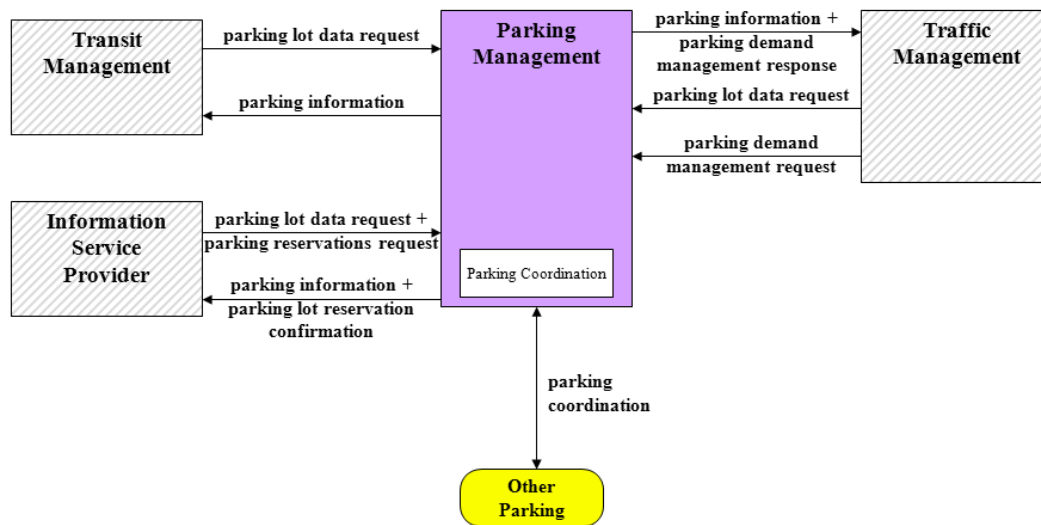 Transit
Management
parking lot data request
parking information
Parking
Management
parking information +
parking demand
management response
parking lot data request
parking demand
management request
Traffic
Management
Information
Service
Provider
parking lot data request +
parking reservations request
parking information +
parking lot reservation
confirmation
Parking Coordination
parking
coordination
Other
Parking